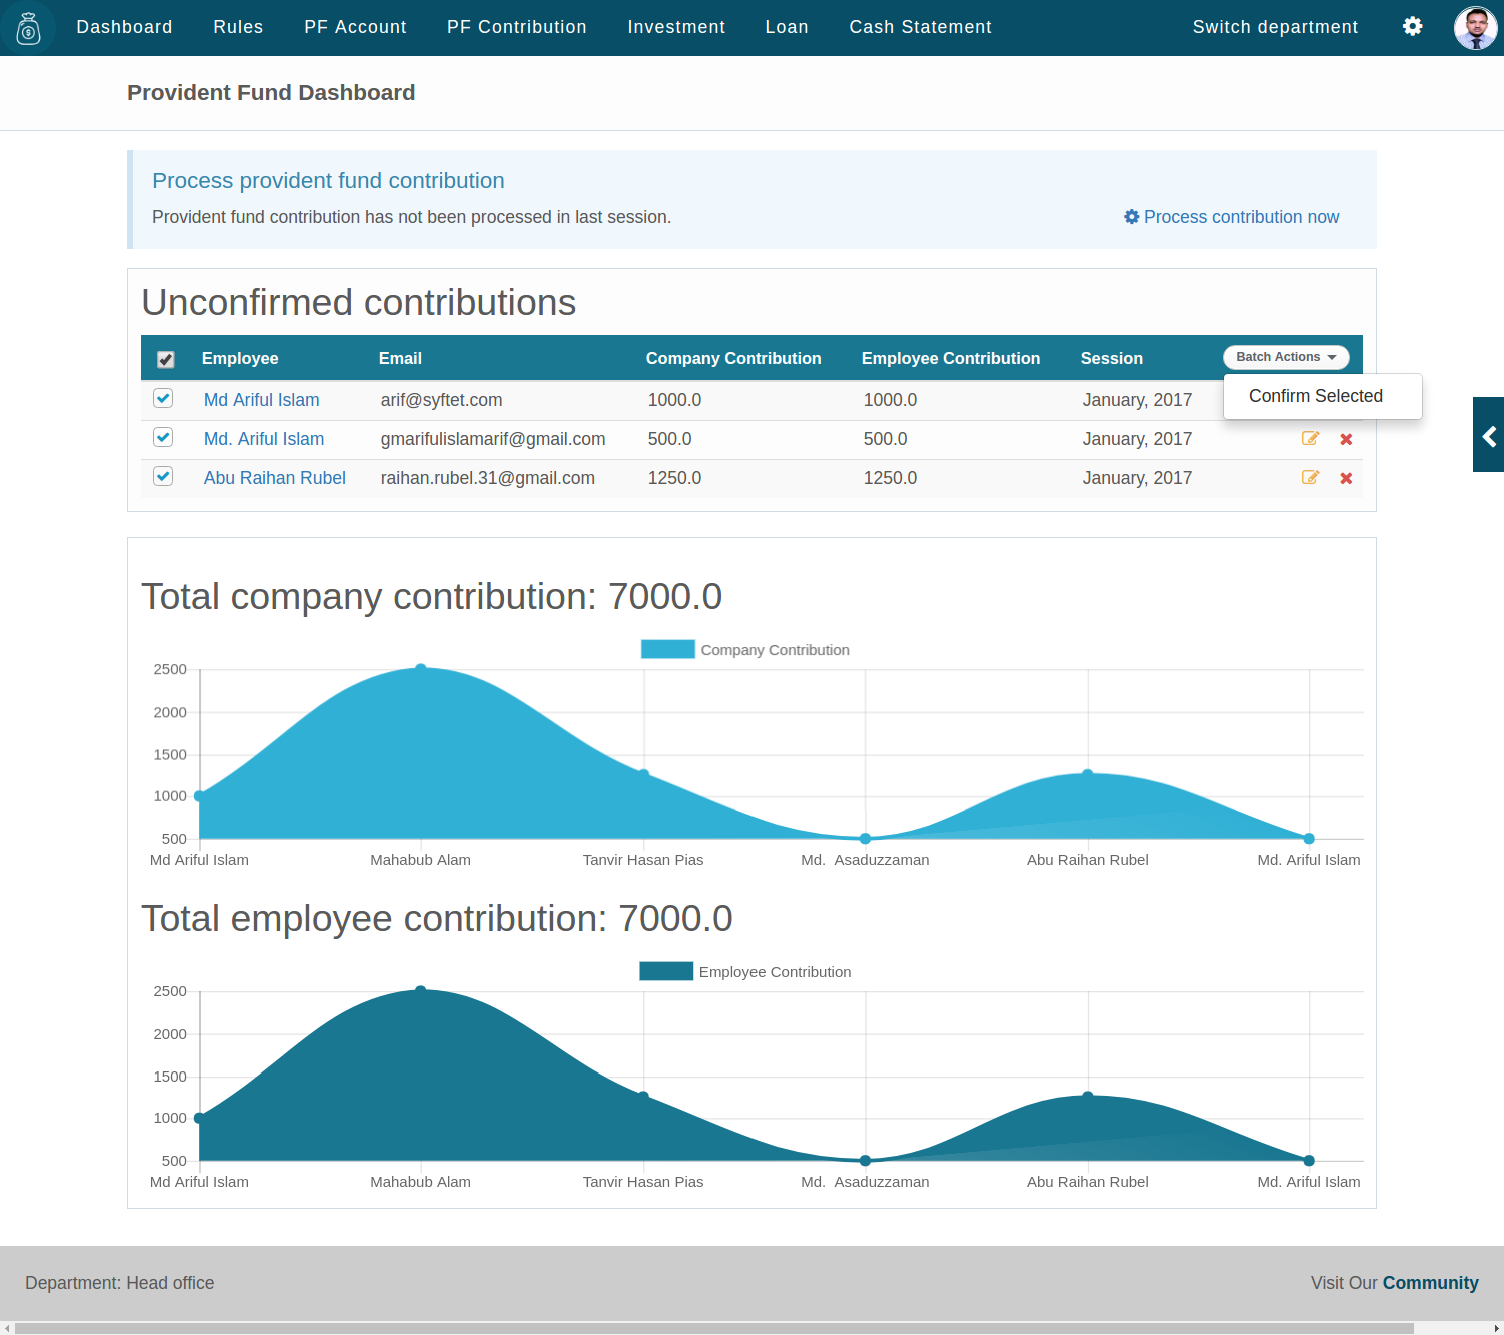 Dashboard Rules PF Account PF Contribution Investment Loan Cash Statement Switch department
Provident Fund Dashboard
Process provident fund contribution
Provident fund contribution has not been processed in last session. Process contribution now
Unconfirmed contributions
Employee Email Company Contribution Employee Contribution Session Batch Actions
Confirm Selected
Md Ariful Islam arif@syftet.com 1000.0 1000.0 January, 2017
Md. Ariful Islam gmarifulislamarif@gmail.com 500.0 500.0 January, 2017
Abu Raihan Rubel raihan.rubel.31@gmail.com 1250.0 1250.0 January, 2017
Total company contribution: 7000.0
Company Contribution
2500
2000
1500
1000
500
Md Ariful Islam Mahabub Alam Tanvir Hasan Pias Md. Asaduzzaman Abu Raihan Rubel Md. Ariful Islam
Total employee contribution: 7000.0
Employee Contribution
2500
2000
1500
1000
500
Md Ariful Islam Mahabub Alam Tanvir Hasan Pias Md. Asaduzzaman Abu Raihan Rubel Md. Ariful Islam
Department: Head office Visit Our Community